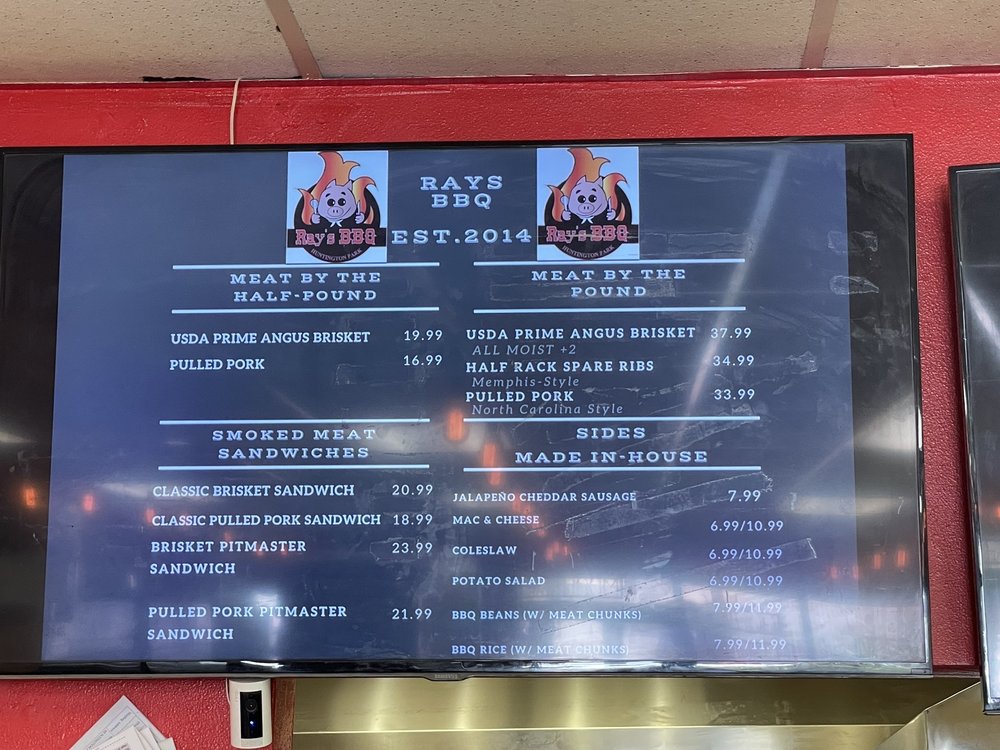 RAYS
BBQ
EST.2014
Ray's BBQ
HUNTINGTON PARK
Ray's BBQ
HUNTINGTON PARK
MEAT BY THE
HALF-POUND
USDA PRIME ANGUS BRISKET 19.99
PULLED PORK 16.99
MEAT BY THE
POUND
USDA PRIME ANGUS BRISKET 37.99
ALL MOIST +2
HALF RACK SPARE RIBS 34.99
Memphis-Style
PULLED PORK 33.99
North Carolina Style
SMOKED MEAT
SANDWICHES
CLASSIC BRISKET SANDWICH 20.99
CLASSIC PULLED PORK SANDWICH 18.99
BRISKET PITMASTER 23.99
SANDWICH
PULLED PORK PITMASTER 21.99
SANDWICH
SIDES
MADE IN-HOUSE
JALAPEÑO CHEDDAR SAUSAGE 7.99
MAC & CHEESE 6.99/10.99
COLESLAW 6.99/10.99
POTATO SALAD 6.99/10.99
BBQ BEANS (W/ MEAT CHUNKS) 7.99/11.99
BBQ RICE (W/ MEAT CHUNKS) 7.99/11.99
SAMSUNG